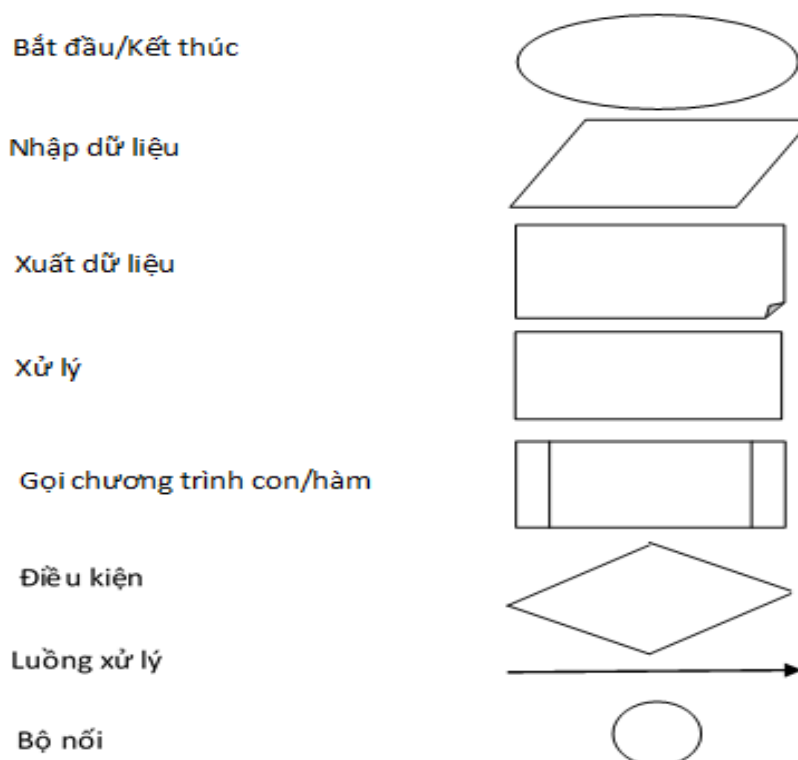 Bắt đầu/Kết thúc
Nhập dữ liệu
Xuất dữ liệu
Xử lý
Gọi chương trình con/hàm
Điều kiện
Luồng xử lý
Bộ nối